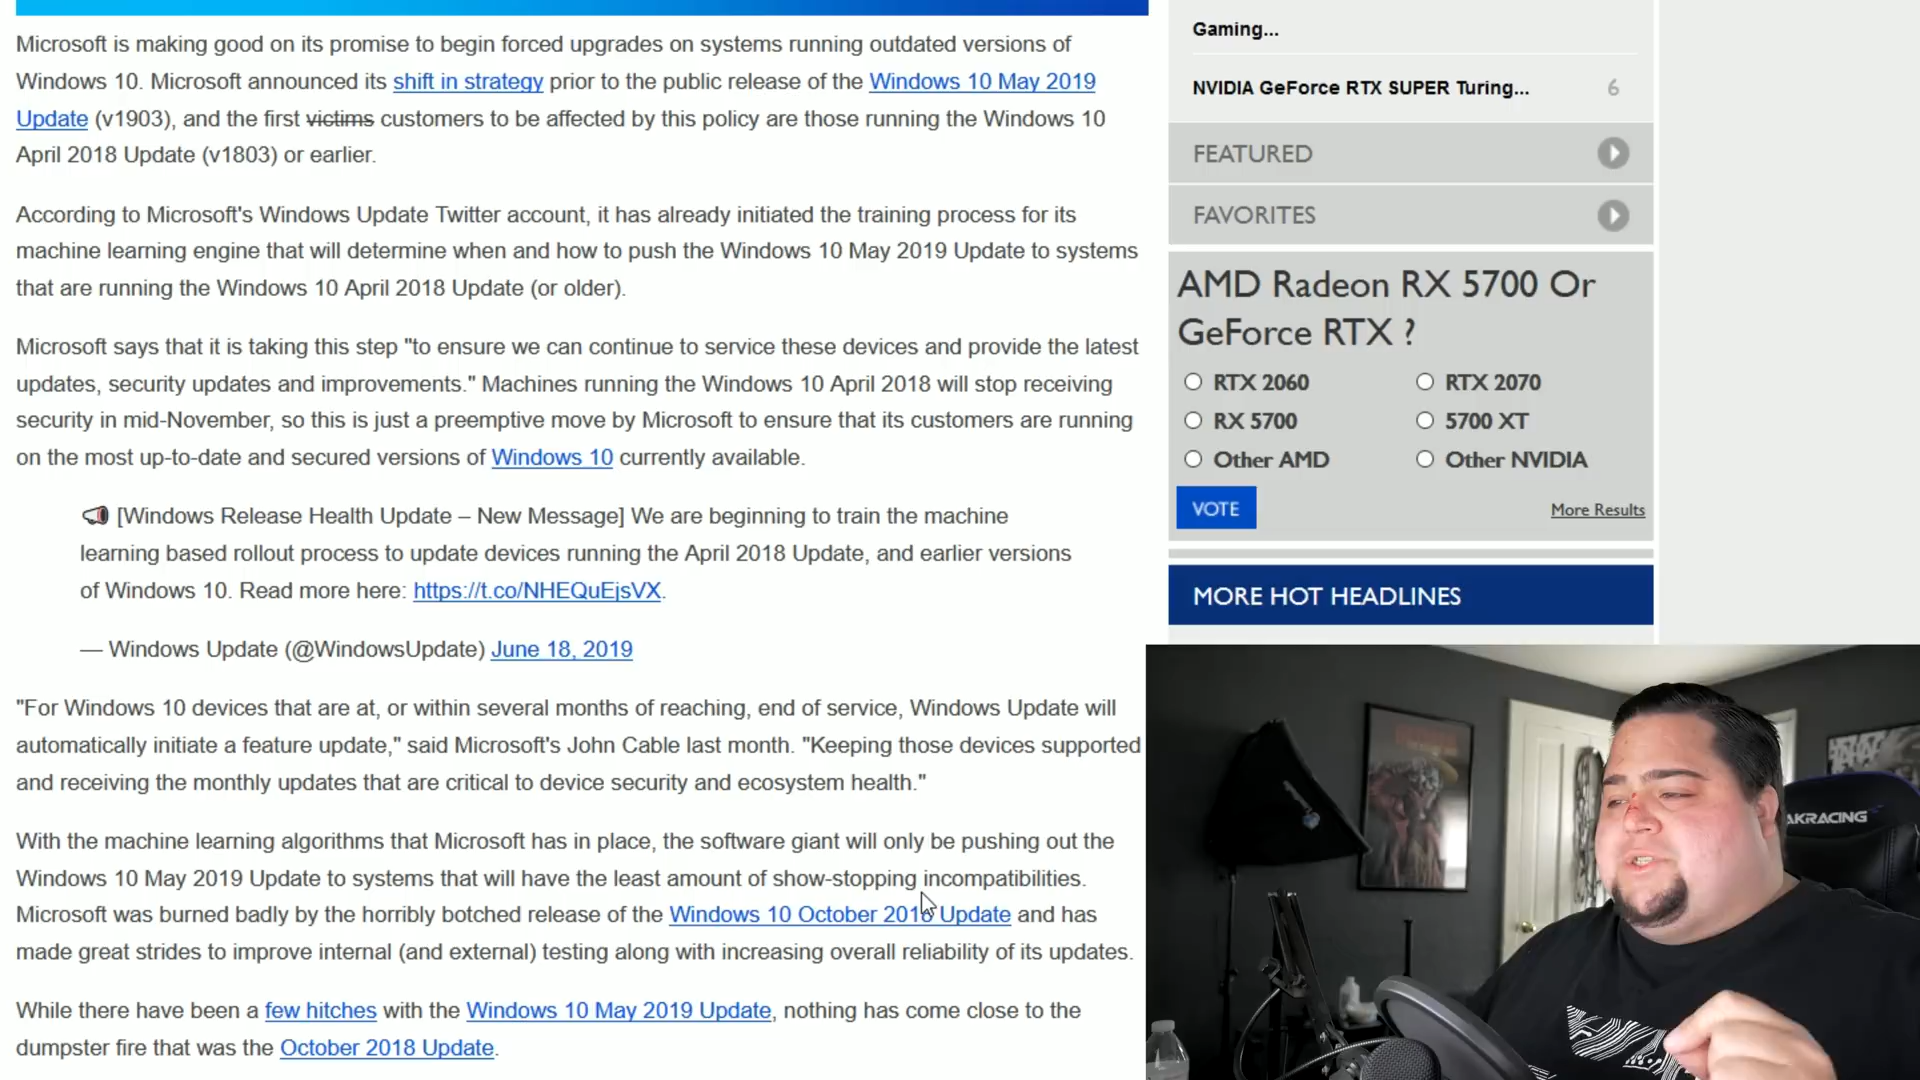 Microsoft is making good on its promise to begin forced upgrades on systems running outdated versions of
Windows 10. Microsoft announced its shift in strategy prior to the public release of the Windows 10 May 2019
Update (v1903), and the first victims customers to be affected by this policy are those running the Windows 10
April 2018 Update (v1803) or earlier.
According to Microsoft's Windows Update Twitter account, it has already initiated the training process for its
machine learning engine that will determine when and how to push the Windows 10 May 2019 Update to systems
that are running the Windows 10 April 2018 Update (or older).
Microsoft says that it is taking this step "to ensure we can continue to service these devices and provide the latest
updates, security updates and improvements." Machines running the Windows 10 April 2018 will stop receiving
security in mid-November, so this is just a preemptive move by Microsoft to ensure that its customers are running
on the most up-to-date and secured versions of Windows 10 currently available.
[Windows Release Health Update – New Message] We are beginning to train the machine
learning based rollout process to update devices running the April 2018 Update, and earlier versions
of Windows 10. Read more here: https://t.co/NHEQuEjsVX.
— Windows Update (@WindowsUpdate) June 18, 2019
"For Windows 10 devices that are at, or within several months of reaching, end of service, Windows Update will
automatically initiate a feature update," said Microsoft's John Cable last month. "Keeping those devices supported
and receiving the monthly updates that are critical to device security and ecosystem health."
With the machine learning algorithms that Microsoft has in place, the software giant will only be pushing out the
Windows 10 May 2019 Update to systems that will have the least amount of show-stopping incompatibilities.
Microsoft was burned badly by the horribly botched release of the Windows 10 October 2018 Update and has
made great strides to improve internal (and external) testing along with increasing overall reliability of its updates.
While there have been a few hitches with the Windows 10 May 2019 Update, nothing has come close to the
dumpster fire that was the October 2018 Update.
Gaming...
NVIDIA GeForce RTX SUPER Turing... 6
FEATURED
FAVORITES
AMD Radeon RX 5700 Or
GeForce RTX ?
RTX 2060 RTX 2070
RX 5700 5700 XT
Other AMD Other NVIDIA
VOTE More Results
MORE HOT HEADLINES
AKRACING